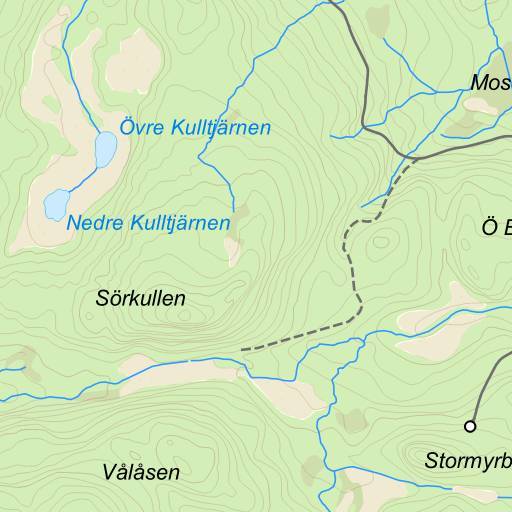 Mos
Övre Kulltjärnen
Nedre Kulltjärnen
Ö
Sörkullen
Stormyrb
Vålåsen